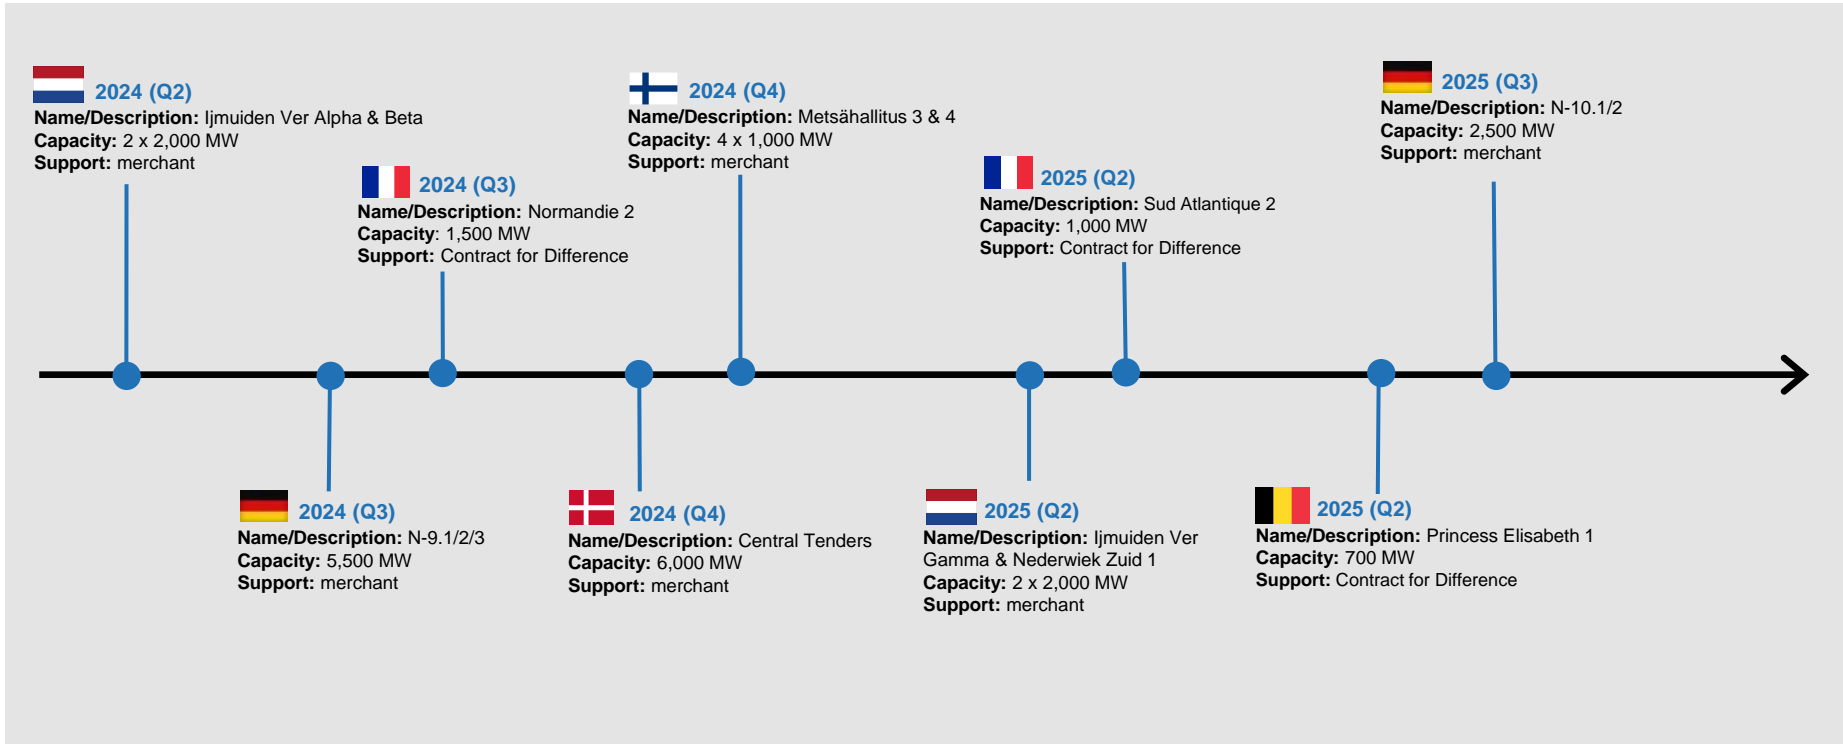 2024 (Q2)
Name/Description: Ijmuiden Ver Alpha & Beta
Capacity: 2 x 2,000 MW
Support: merchant
2024 (Q3)
Name/Description: Normandie 2
Capacity: 1,500 MW
Support: Contract for Difference
2024 (Q4)
Name/Description: Metsähallitus 3 & 4
Capacity: 4 x 1,000 MW
Support: merchant
2025 (Q2)
Name/Description: Sud Atlantique 2
Capacity: 1,000 MW
Support: Contract for Difference
2025 (Q3)
Name/Description: N-10.1/2
Capacity: 2,500 MW
Support: merchant
2024 (Q3)
Name/Description: N-9.1/2/3
Capacity: 5,500 MW
Support: merchant
2024 (Q4)
Name/Description: Central Tenders
Capacity: 6,000 MW
Support: merchant
2025 (Q2)
Name/Description: Ijmuiden Ver
Gamma & Nederwiek Zuid 1
Capacity: 2 x 2,000 MW
Support: merchant
2025 (Q2)
Name/Description: Princess Elisabeth 1
Capacity: 700 MW
Support: Contract for Difference